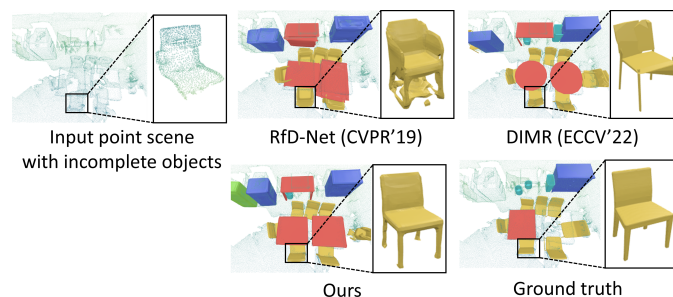 Input point scene
with incomplete objects
RfD-Net (CVPR'19)
DIMR (ECCV'22)
Ours
Ground truth